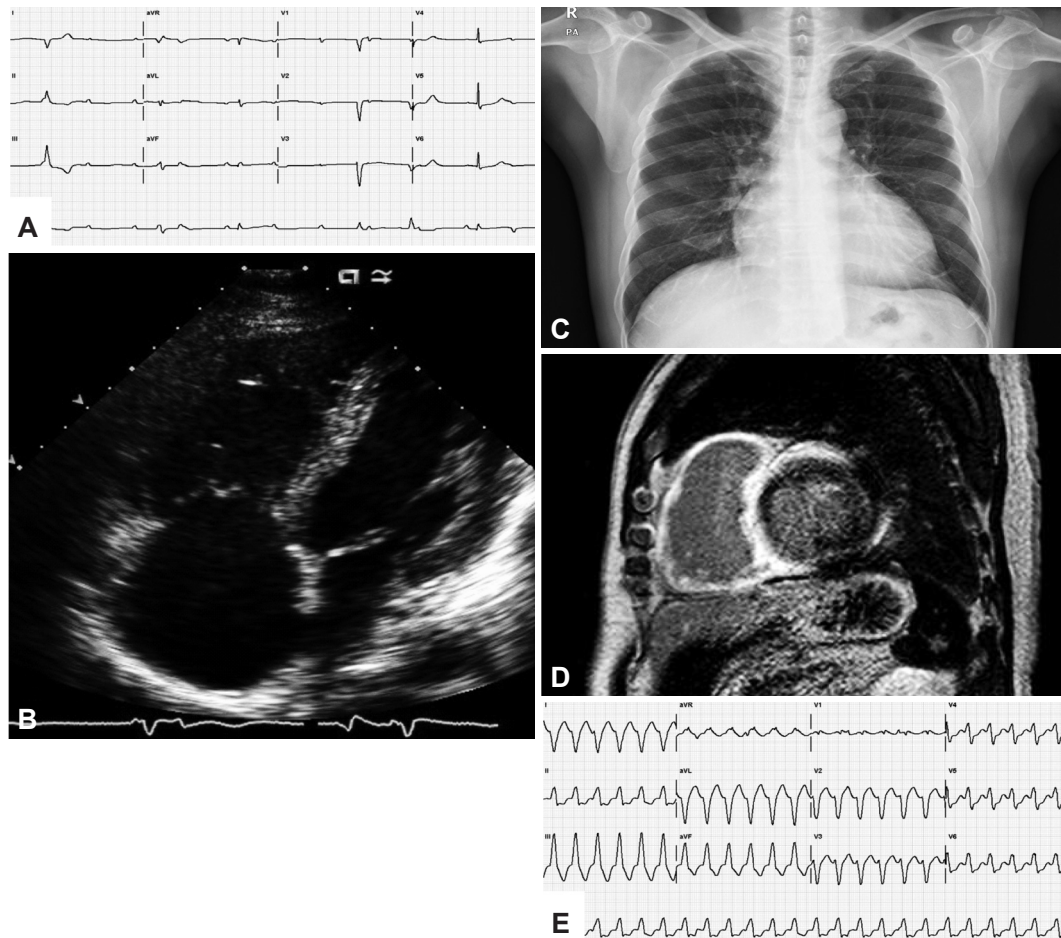 I aVR V1 V4
II aVL V2 V5
III aVF V3 V6
A
B
R
PA
C
D
I aVR V1 V4
II aVL V2 V5
III aVF V3 V6
E